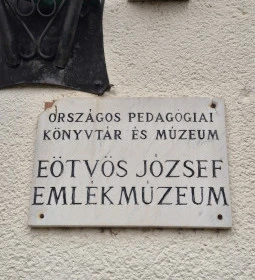 ORSZÁGOS PEDAGÓGIAI
KÖNYVTÁR ÉS MÚZEUM
EÖTVÖS JÓZSEF
EMLÉKMÚZEUM